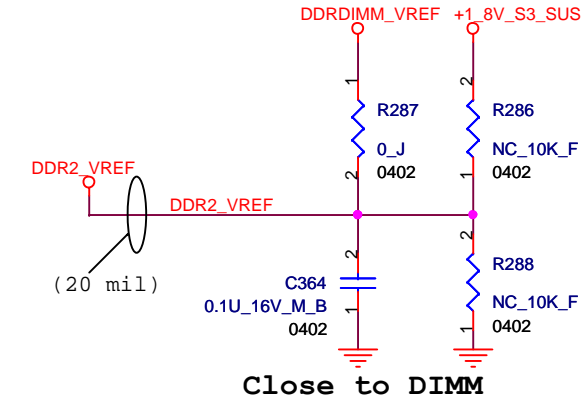 DDRDIMM_VREF +1_8V_S3_SUS
1
2
R287
R286
0_J
NC_10K_F
0402
0402
2
1
DDR2_VREF
DDR2_VREF
(20 mil)
2
2
R288
C364
0.1U_16V_M_B
NC_10K_F
0402
0402
1
1
Close to DIMM